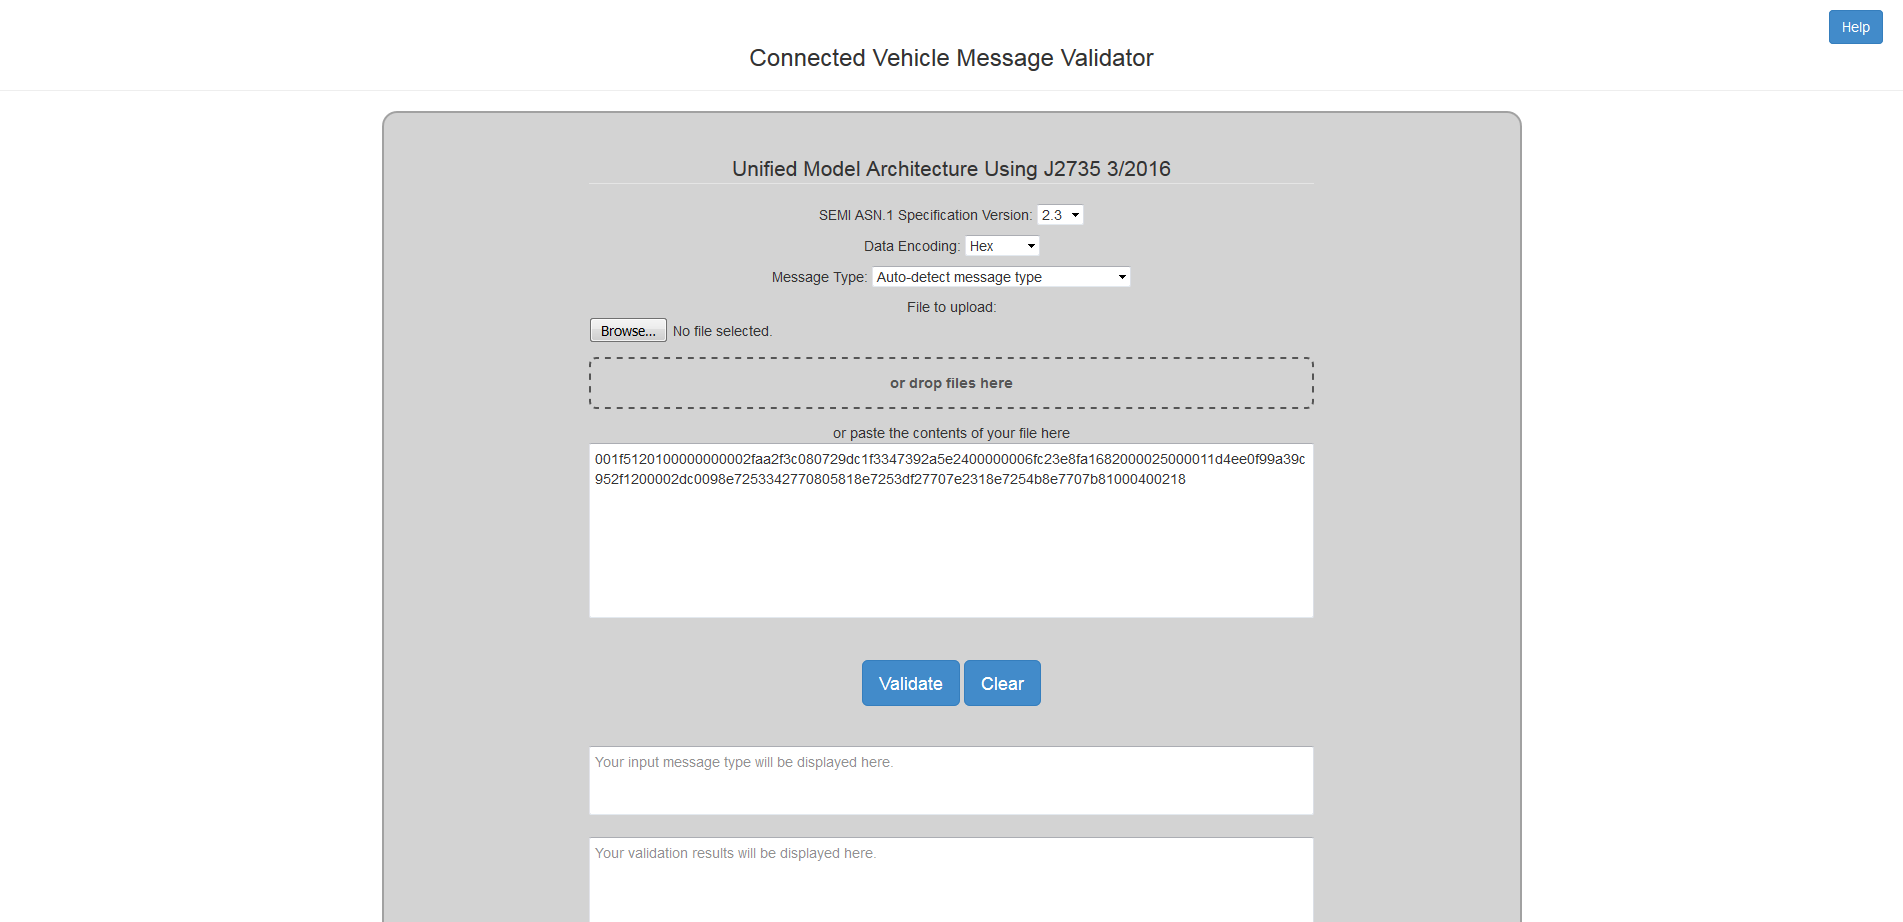 Help
Connected Vehicle Message Validator
Unified Model Architecture Using J2735 3/2016
SEMI ASN.1 Specification Version: 2.3
Data Encoding: Hex
Message Type: Auto-detect message type
File to upload:
Browse... No file selected.
or drop files here
or paste the contents of your file here
001f5120100000000002faa2f3c080729dc1f3347392a5e2400000006fc23e8fa1682000025000011d4ee0f99a39c
952f1200002dc0098e7253342770805818e7253df27707e2318e7254b8e7707b81000400218
Validate Clear
Your input message type will be displayed here.
Your validation results will be displayed here.